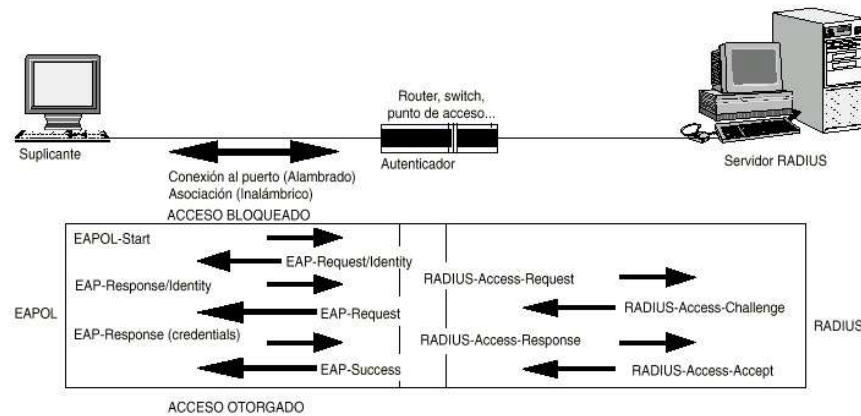 Router, switch,
punto de acceso...
Suplicante
Autenticador
Servidor RADIUS
Conexión al puerto (Alambrado)
Asociación (Inalámbrico)
ACCESO BLOQUEADO
EAPOL-Start
EAP-Request/Identity
EAP-Response/Identity
RADIUS-Access-Request
EAPOL
EAP-Request
RADIUS-Access-Challenge
RADIUS
EAP-Response (credentials)
RADIUS-Access-Response
EAP-Success
RADIUS-Access-Accept
ACCESO OTORGADO